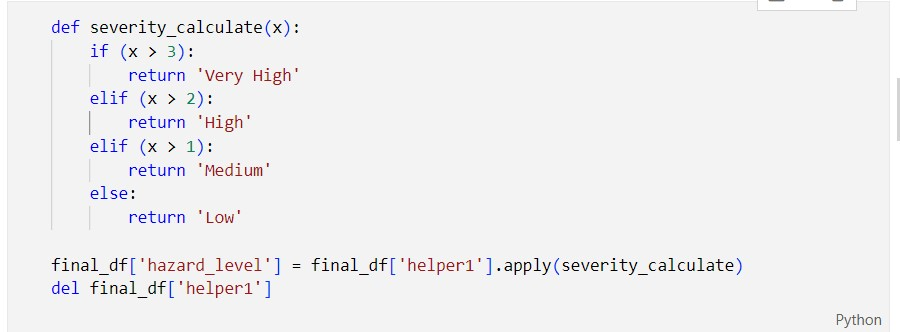 def severity_calculate(x):
    if (x > 3):
        return 'Very High'
    elif (x > 2):
        return 'High'
    elif (x > 1):
        return 'Medium'
    else:
        return 'Low'

final_df['hazard_level'] = final_df['helper1'].apply(severity_calculate)
del final_df['helper1']
Python